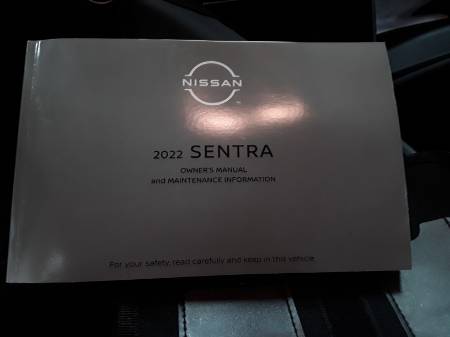 NISSAN
2022 SENTRA
OWNER'S MANUAL
and MAINTENANCE INFORMATION
For your safety, read carefully and keep in this vehicle.